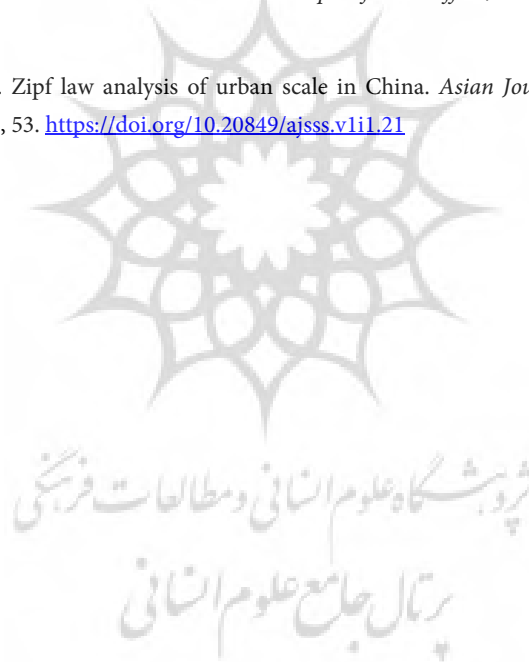 . Zipf law analysis of urban scale in China. Asian Jou
, 53. https://doi.org/10.20849/ajsss.v1i1.21
پژوهشگاه علوم انسانی و مطالعات فرہنگی
پرتال جامع علوم انسانی